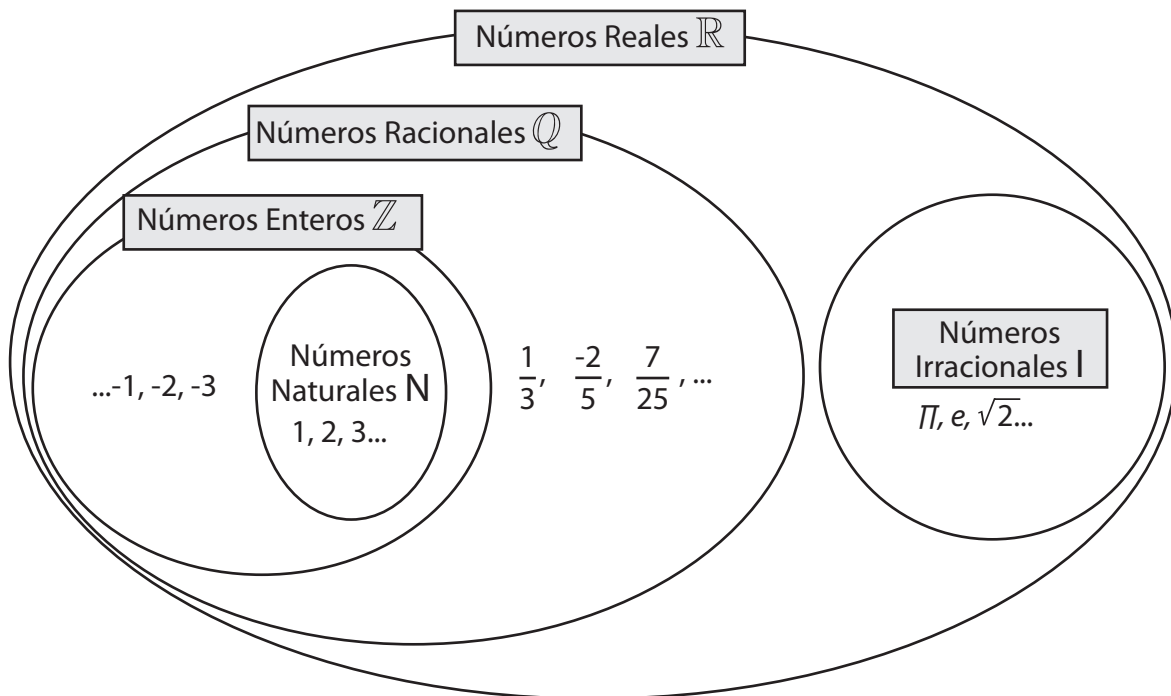 Números Reales ℝ
Números Racionales ℚ
Números Enteros ℤ
...-1, -2, -3
Números
Naturales N
1, 2, 3...
1/3, -2/5, 7/25, ...
Números
Irracionales I
∏, e, √2...